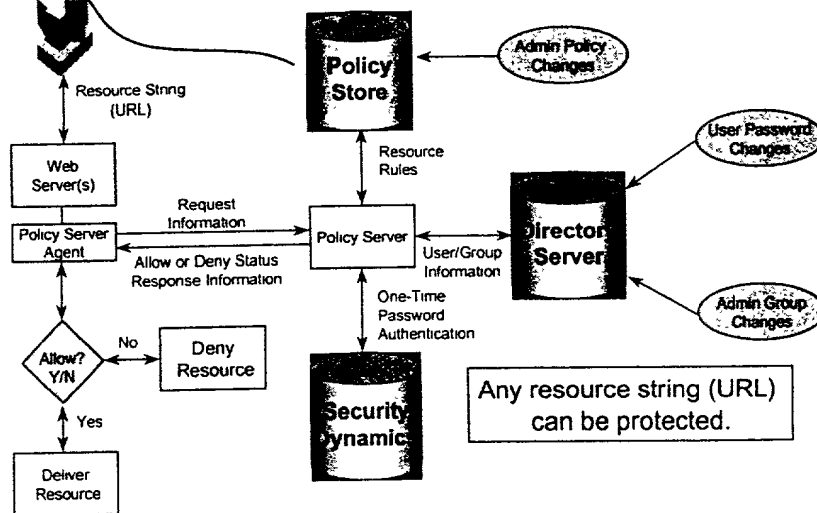 Admin Policy
Changes
Policy
Store
Resource String
(URL)
User Password
Changes
Web
Server(s)
Resource
Rules
Request
Information
Policy Server
Agent
Policy Server
Director
Server
User/Group
Information
Allow or Deny Status
Response Information
One-Time
Password
Authentication
Admin Group
Changes
Allow?
Y/N
No
Deny
Resource
Yes
Security
Dynamic
Any resource string (URL)
can be protected.
Deliver
Resource